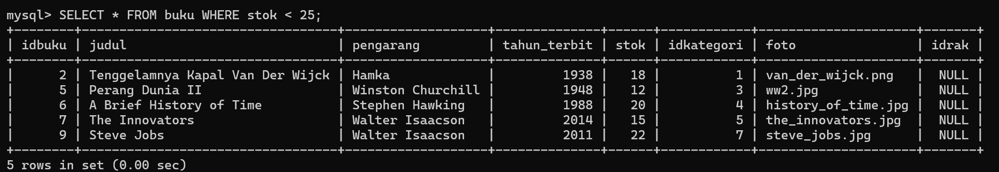 mysql> SELECT * FROM buku WHERE stok < 25;
+--------+----------------------------------+-------------------+--------------+------+------------+---------------------+-------+
| idbuku | judul                            | pengarang         | tahun_terbit | stok | idkategori | foto                | idrak |
+--------+----------------------------------+-------------------+--------------+------+------------+---------------------+-------+
|      2 | Tenggelamnya Kapal Van Der Wijck | Hamka             |         1938 |   18 |          1 | van_der_wijck.png   |  NULL |
|      5 | Perang Dunia II                  | Winston Churchill |         1948 |   12 |          3 | ww2.jpg             |  NULL |
|      6 | A Brief History of Time          | Stephen Hawking   |         1988 |   20 |          4 | history_of_time.jpg |  NULL |
|      7 | The Innovators                   | Walter Isaacson   |         2014 |   15 |          5 | the_innovators.jpg  |  NULL |
|      9 | Steve Jobs                       | Walter Isaacson   |         2011 |   22 |          7 | steve_jobs.jpg      |  NULL |
+--------+----------------------------------+-------------------+--------------+------+------------+---------------------+-------+
5 rows in set (0.00 sec)